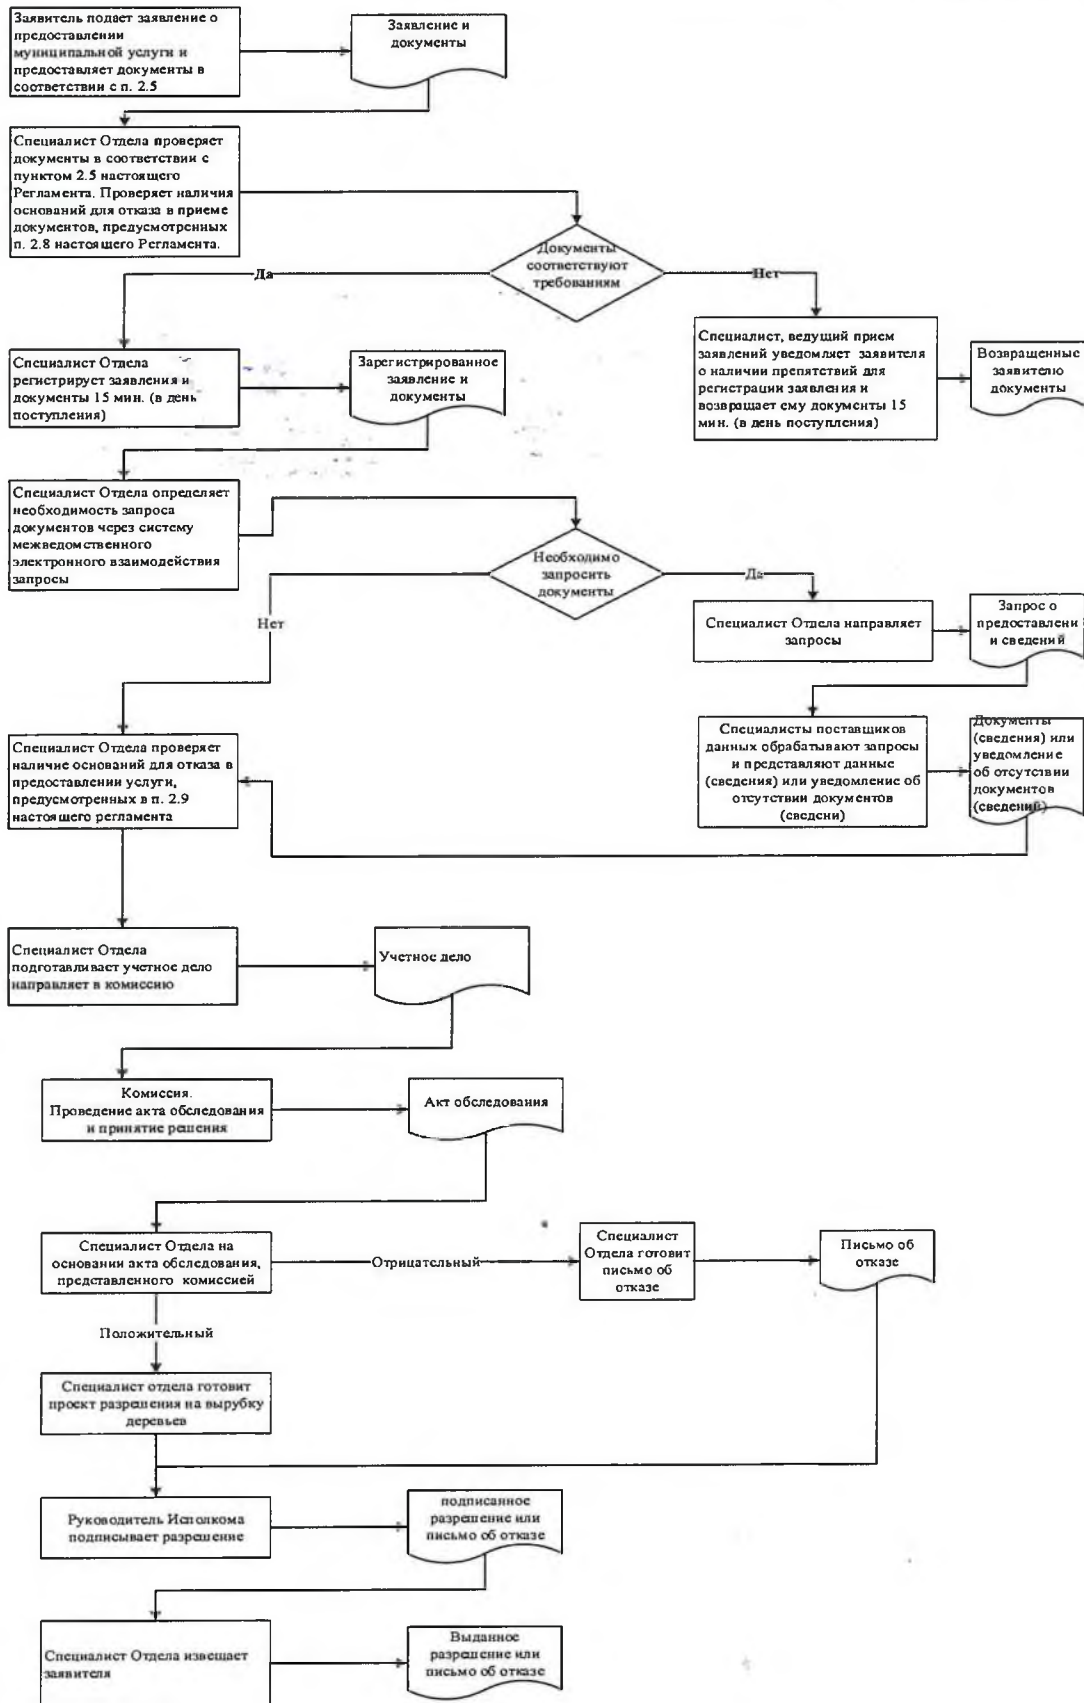 Заявитель подает заявление о
предоставлении
муниципальной услуги и
предоставляет документы в
соответствии с п. 2.5
Заявление и
документы
Специалист Отдела проверяет
документы в соответствии с
пунктом 2.5 настоящего
Регламента. Проверяет наличия
оснований для отказа в приеме
документов, предусмотренных
п. 2.8 настоящего Регламента.
Документы
соответствуют
требованиям
Да
Нет
Специалист Отдела
регистрирует заявления и
документы 15 мин. (в день
поступления)
Зарегистрированное
заявление и
документы
Специалист, ведущий прием
заявлений уведомляет заявителя
о наличии препятствий для
регистрации заявления и
возвращает ему документы 15
мин. (в день поступления)
Возвращенные
заявителю
документы
Специалист Отдела определяет
необходимость запроса
документов через систему
межведомственного
электронного взаимодействия
запросы
Необходимо
запросить
документы
Да
Нет
Специалист Отдела направляет
запросы
Запрос о
предоставлени
и сведений
Специалист Отдела проверяет
наличие оснований для отказа в
предоставлении услуги,
предусмотренных в п. 2.9
настоящего регламента
Специалисты поставщиков
данных обрабатывают запросы
и представляют данные
(сведения) или уведомление об
отсутствии документов
(сведени)
Документы
(сведения) или
уведомление
об отсутствии
документов
(сведений)
Специалист Отдела
подготавливает учетное дело
направляет в комиссию
Учетное дело
Комиссия.
Проведение акта обследования
и принятие решения
Акт обследования
Специалист Отдела на
основании акта обследования,
представленного комиссией
Отрицательный
Специалист
Отдела готовит
письмо об
отказе
Письмо об
отказе
Положительный
Специалист отдела готовит
проект разрешения на вырубку
деревьев
Руководитель Исполкома
подписывает разрешение
подписанное
разрешение или
письмо об отказе
Специалист Отдела извещает
заявителя
Выданное
разрешение или
письмо об отказе